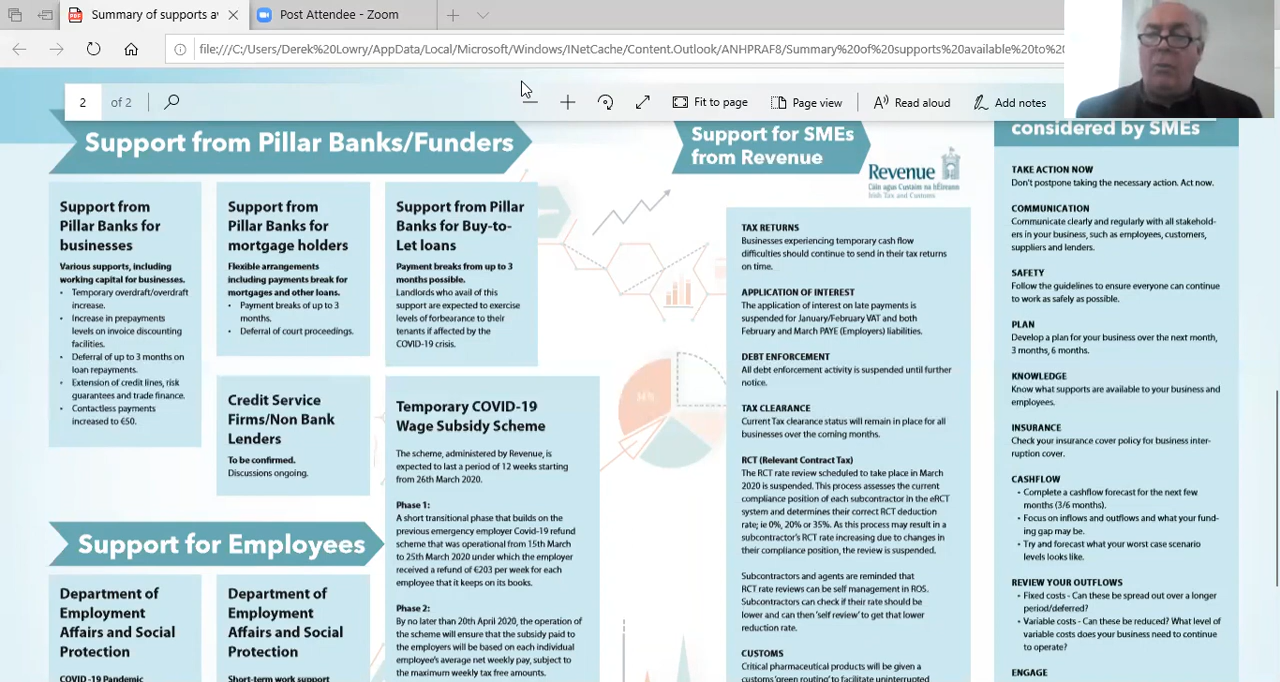 Summary of supports av
Post Attendee - Zoom
file:///C:/Users/Derek%20Lowry/AppData/Local/Microsoft/Windows/INetCache/Content.Outlook/ANHPRAF8/Summary%20of%20supports%20available%20to%20
2 of 2
Fit to page
Page view
Read aloud
Add notes
Support from Pillar Banks/Funders
Support from
Pillar Banks for
businesses
Various supports, including
working capital for businesses.
• Temporary overdraft/overdraft
increase.
• Increase in prepayments
levels on invoice discounting
facilities.
• Deferral of up to 3 months on
loan repayments.
• Extension of credit lines, risk
guarantees and trade finance.
• Contactless payments
increased to €50.
Support from
Pillar Banks for
mortgage holders
Flexible arrangements
including payments break for
mortgages and other loans.
• Payment breaks of up to 3
months.
• Deferral of court proceedings.
Support from Pillar
Banks for Buy-to-
Let loans
Payment breaks from up to 3
months possible.
Landlords who avail of this
support are expected to exercise
levels of forbearance to their
tenants if affected by the
COVID-19 crisis.
Credit Service
Firms/Non Bank
Lenders
To be confirmed.
Discussions ongoing.
Temporary COVID-19
Wage Subsidy Scheme
The scheme, administered by Revenue, is
expected to last a period of 12 weeks starting
from 26th March 2020.
Phase 1:
A short transitional phase that builds on the
previous employer Covid-19 refund
scheme that was operational from 15th March
to 25th March 2020 under which the employer
received a refund of €203 per week for each
employee that it keeps on its books.
Phase 2:
By no later than 20th April 2020, the operation of
the scheme will ensure that the subsidy paid to
the employers will be based on each individual
employee's average net weekly pay, subject to
the maximum weekly tax free amounts.
Support for Employees
Department of
Employment
Affairs and Social
Protection
COVID -19 Pandemic
Department of
Employment
Affairs and Social
Protection
Short-term work support
Support for SMEs
from Revenue
Revenue
Cáin agus Custaim na hÉireann
Irish Tax and Customs
TAX RETURNS
Businesses experiencing temporary cash flow
difficulties should continue to send in their tax returns
on time.
APPLICATION OF INTEREST
The application of interest on late payments is
suspended for January/February VAT and both
February and March PAYE (Employers) liabilities.
DEBT ENFORCEMENT
All debt enforcement activity is suspended until further
notice.
TAX CLEARANCE
Current Tax clearance status will remain in place for all
businesses over the coming months.
RCT (Relevant Contract Tax)
The RCT rate review scheduled to take place in March
2020 is suspended. This process assesses the current
compliance position of each subcontractor in the eRCT
system and determines their correct RCT deduction
rate; ie 0%, 20% or 35%. As this process may result in a
subcontractor's RCT rate increasing due to changes in
their compliance position, the review is suspended.
Subcontractors and agents are reminded that
RCT rate reviews can be self management in ROS.
Subcontractors can check if their rate should be
lower and can then 'self review' to get that lower
reduction rate.
CUSTOMS
Critical pharmaceutical products will be given a
customs 'green routing' to facilitate uninterrupted
considered by SMEs
TAKE ACTION NOW
Don't postpone taking the necessary action. Act now.
COMMUNICATION
Communicate clearly and regularly with all stakehold-
ers in your business, such as employees, customers,
suppliers and lenders.
SAFETY
Follow the guidelines to ensure everyone can continue
to work as safely as possible.
PLAN
Develop a plan for your business over the next month,
3 months, 6 months.
KNOWLEDGE
Know what supports are available to your business and
employees.
INSURANCE
Check your insurance cover policy for business inter-
ruption cover.
CASHFLOW
• Complete a cashflow forecast for the next few
months (3/6 months).
• Focus on inflows and outflows and what your fund-
ing gap may be.
• Try and forecast what your worst case scenario
levels looks like.
REVIEW YOUR OUTFLOWS
• Fixed costs - Can these be spread out over a longer
period/deferred?
• Variable costs - Can these be reduced? What level of
variable costs does your business need to continue
to operate?
ENGAGE